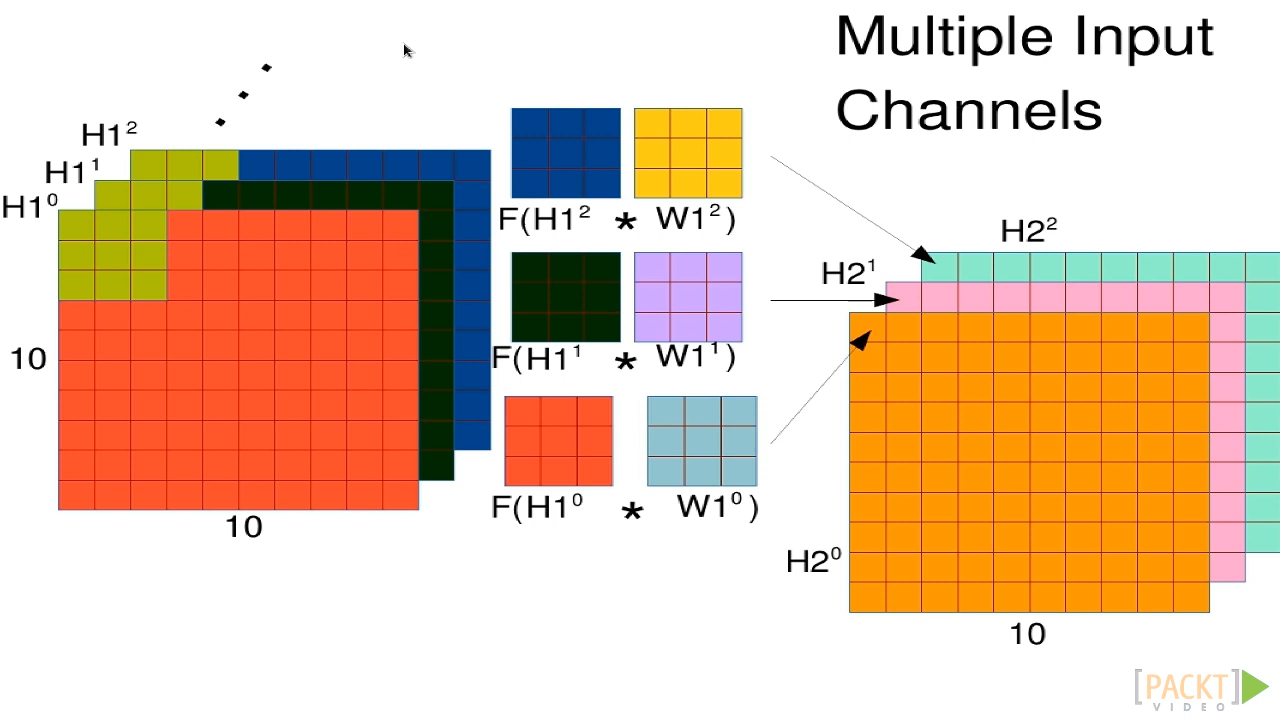 Multiple Input
Channels
H1²
H1¹
H1⁰
10
10
F(H1² * W1²)
F(H1¹ * W1¹)
F(H1⁰ * W1⁰)
H2²
H2¹
H2⁰
10
[PACKT]
VIDEO